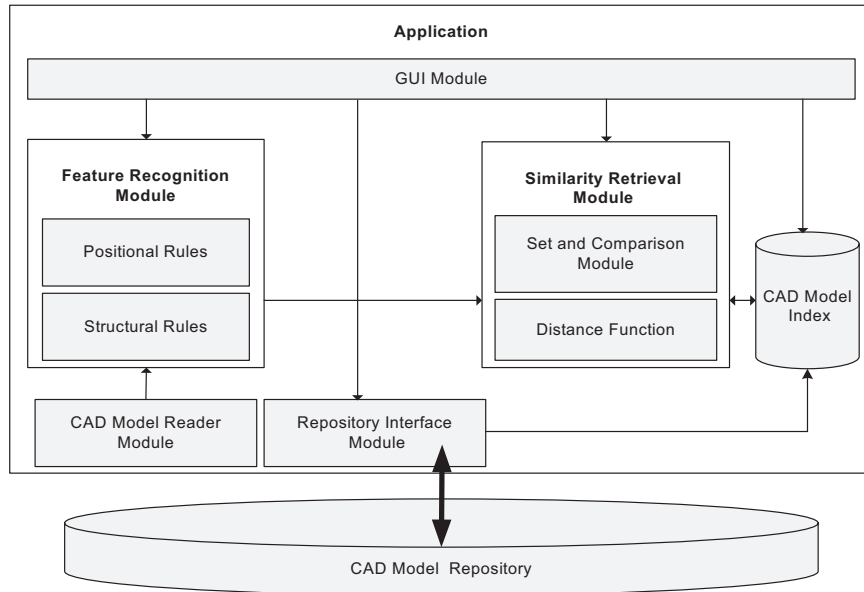 Application
GUI Module
Feature Recognition
Module
Positional Rules
Structural Rules
Similarity Retrieval
Module
Set and Comparison
Module
Distance Function
CAD Model
Index
CAD Model Reader
Module
Repository Interface
Module
CAD Model Repository